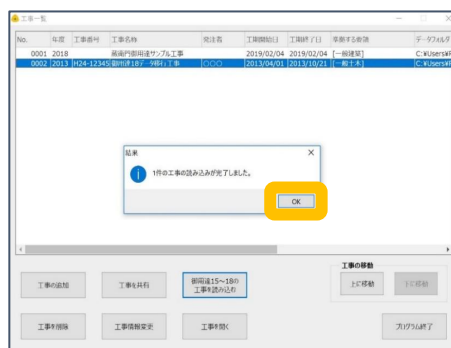 工事一覧
No. 年度 工事番号 工事名称 発注者 工期開始日 工期終了日 準拠する要領 データフォルダ
0001 2018 蔵衛門御用達サンプル工事 2019/02/04 2019/02/04 [一般建築] C:¥Users¥F
0002 2013 H24-12345 御用達18データ移行工事 〇〇〇 2013/04/01 2013/10/21 [一般土木] C:¥Users¥F
結果
1件の工事の読み込みが完了しました。
OK
工事の移動
工事の追加 工事を共有 御用達15～18の
工事を読み込む 上に移動 下に移動
工事を削除 工事情報変更 工事を開く プログラム終了